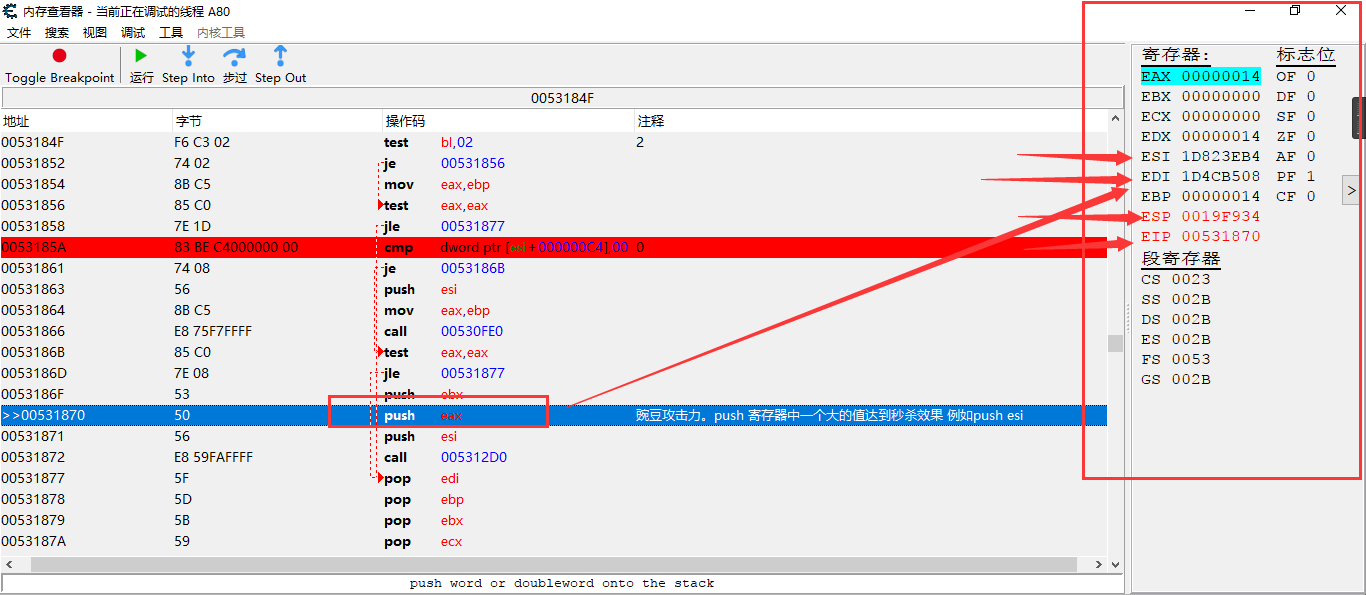 内存查看器 - 当前正在调试的线程 A80
文件 搜索 视图 调试 工具 内核工具
Toggle Breakpoint 运行 Step Into 步过 Step Out
0053184F
地址 字节 操作码 注释
0053184F F6 C3 02 test bl,02 2
00531852 74 02 je 00531856
00531854 8B C5 mov eax,ebp
00531856 85 C0 test eax,eax
00531858 7E 1D jle 00531877
0053185A 83 BE C4000000 00 cmp dword ptr [esi+000000C4],00 0
00531861 74 08 je 0053186B
00531863 56 push esi
00531864 8B C5 mov eax,ebp
00531866 E8 75F7FFFF call 00530FE0
0053186B 85 C0 test eax,eax
0053186D 7E 08 jle 00531877
0053186F 53 push ebx
>>00531870 50 push eax 豌豆攻击力。push 寄存器中一个大的值达到秒杀效果 例如push esi
00531871 56 push esi
00531872 E8 59FAFFFF call 005312D0
00531877 5F pop edi
00531878 5D pop ebp
00531879 5B pop ebx
0053187A 59 pop ecx
push word or doubleword onto the stack
寄存器: 标志位
EAX 00000014 OF 0
EBX 00000000 DF 0
ECX 00000000 SF 0
EDX 00000014 ZF 0
ESI 1D823EB4 AF 0
EDI 1D4CB508 PF 1
EBP 00000014 CF 0
ESP 0019F934
EIP 00531870
段寄存器
CS 0023
SS 002B
DS 002B
ES 002B
FS 0053
GS 002B